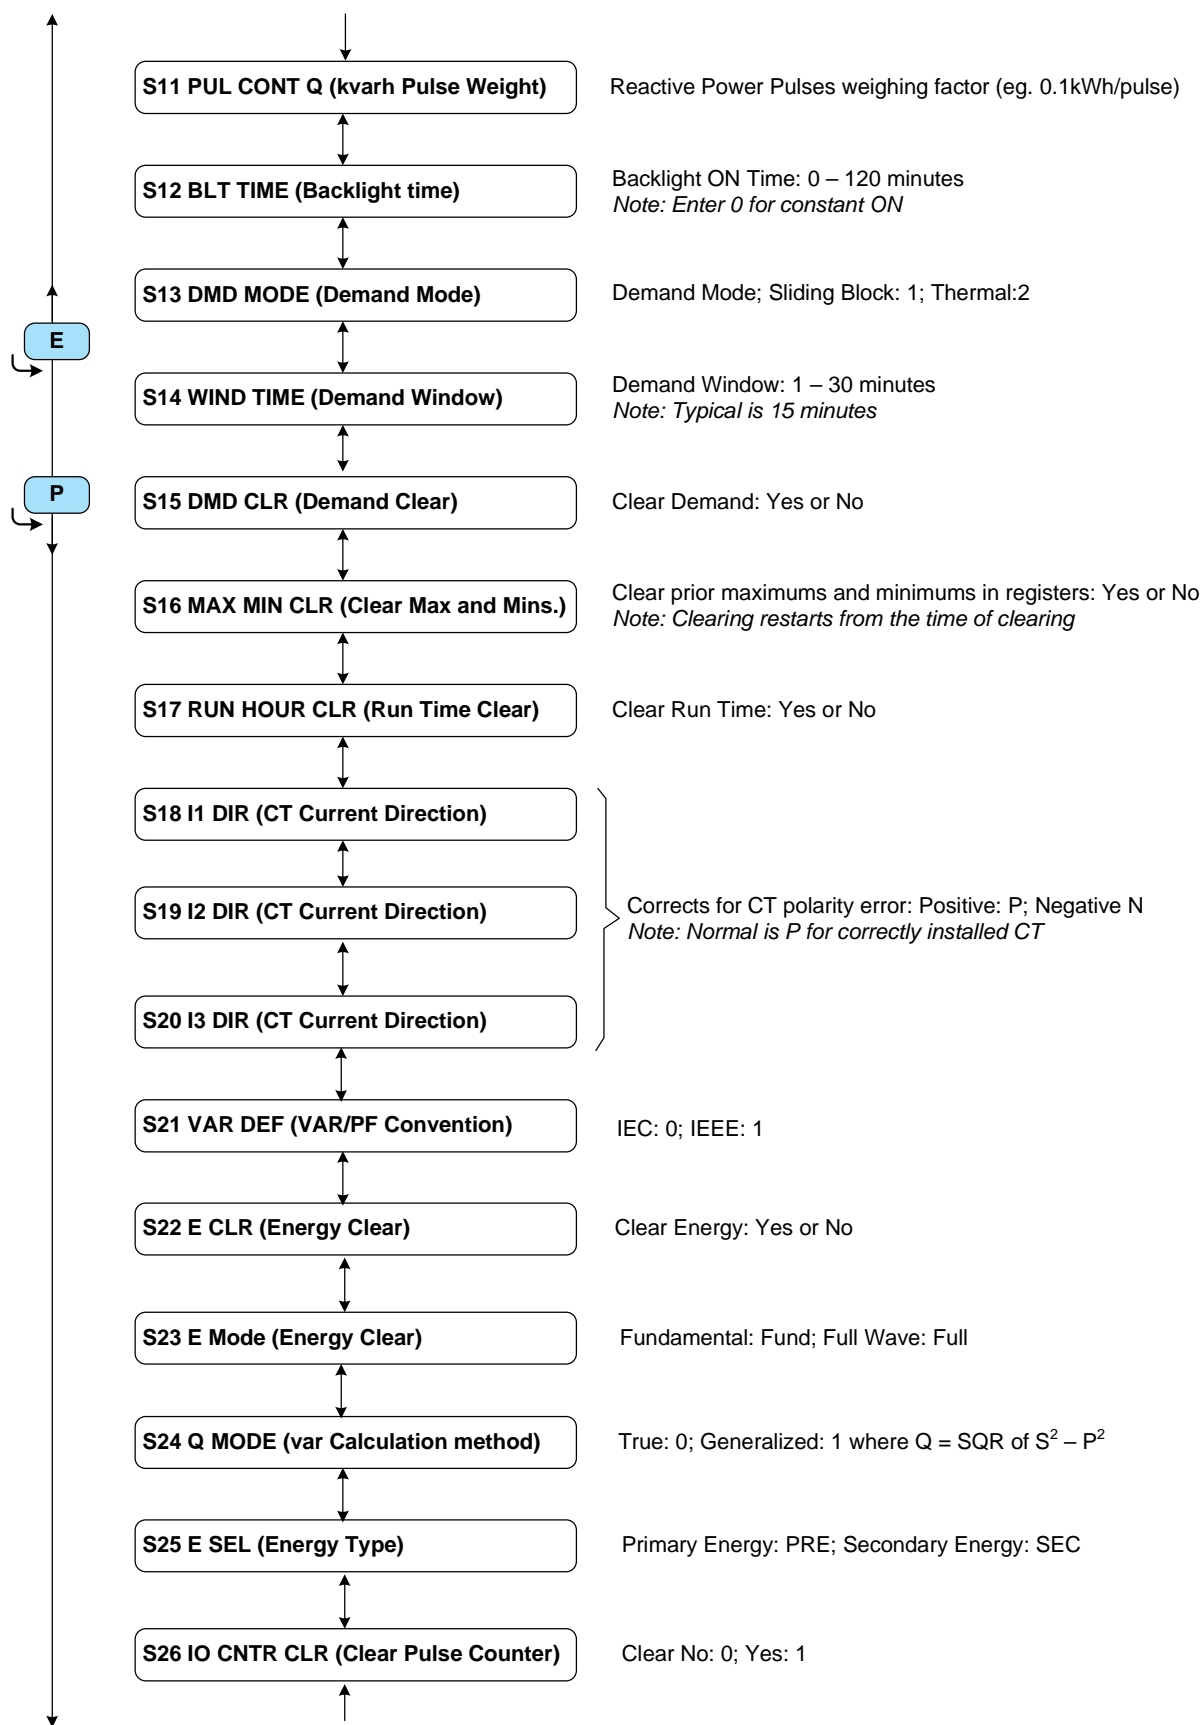 S11 PUL CONT Q (kvarh Pulse Weight)
Reactive Power Pulses weighing factor (eg. 0.1kWh/pulse)
S12 BLT TIME (Backlight time)
Backlight ON Time: 0 – 120 minutes
Note: Enter 0 for constant ON
S13 DMD MODE (Demand Mode)
Demand Mode; Sliding Block: 1; Thermal:2
E
S14 WIND TIME (Demand Window)
Demand Window: 1 – 30 minutes
Note: Typical is 15 minutes
P
S15 DMD CLR (Demand Clear)
Clear Demand: Yes or No
S16 MAX MIN CLR (Clear Max and Mins.)
Clear prior maximums and minimums in registers: Yes or No
Note: Clearing restarts from the time of clearing
S17 RUN HOUR CLR (Run Time Clear)
Clear Run Time: Yes or No
S18 I1 DIR (CT Current Direction)
S19 I2 DIR (CT Current Direction)
Corrects for CT polarity error: Positive: P; Negative N
Note: Normal is P for correctly installed CT
S20 I3 DIR (CT Current Direction)
S21 VAR DEF (VAR/PF Convention)
IEC: 0; IEEE: 1
S22 E CLR (Energy Clear)
Clear Energy: Yes or No
S23 E Mode (Energy Clear)
Fundamental: Fund; Full Wave: Full
S24 Q MODE (var Calculation method)
True: 0; Generalized: 1 where Q = SQR of S² – P²
S25 E SEL (Energy Type)
Primary Energy: PRE; Secondary Energy: SEC
S26 IO CNTR CLR (Clear Pulse Counter)
Clear No: 0; Yes: 1